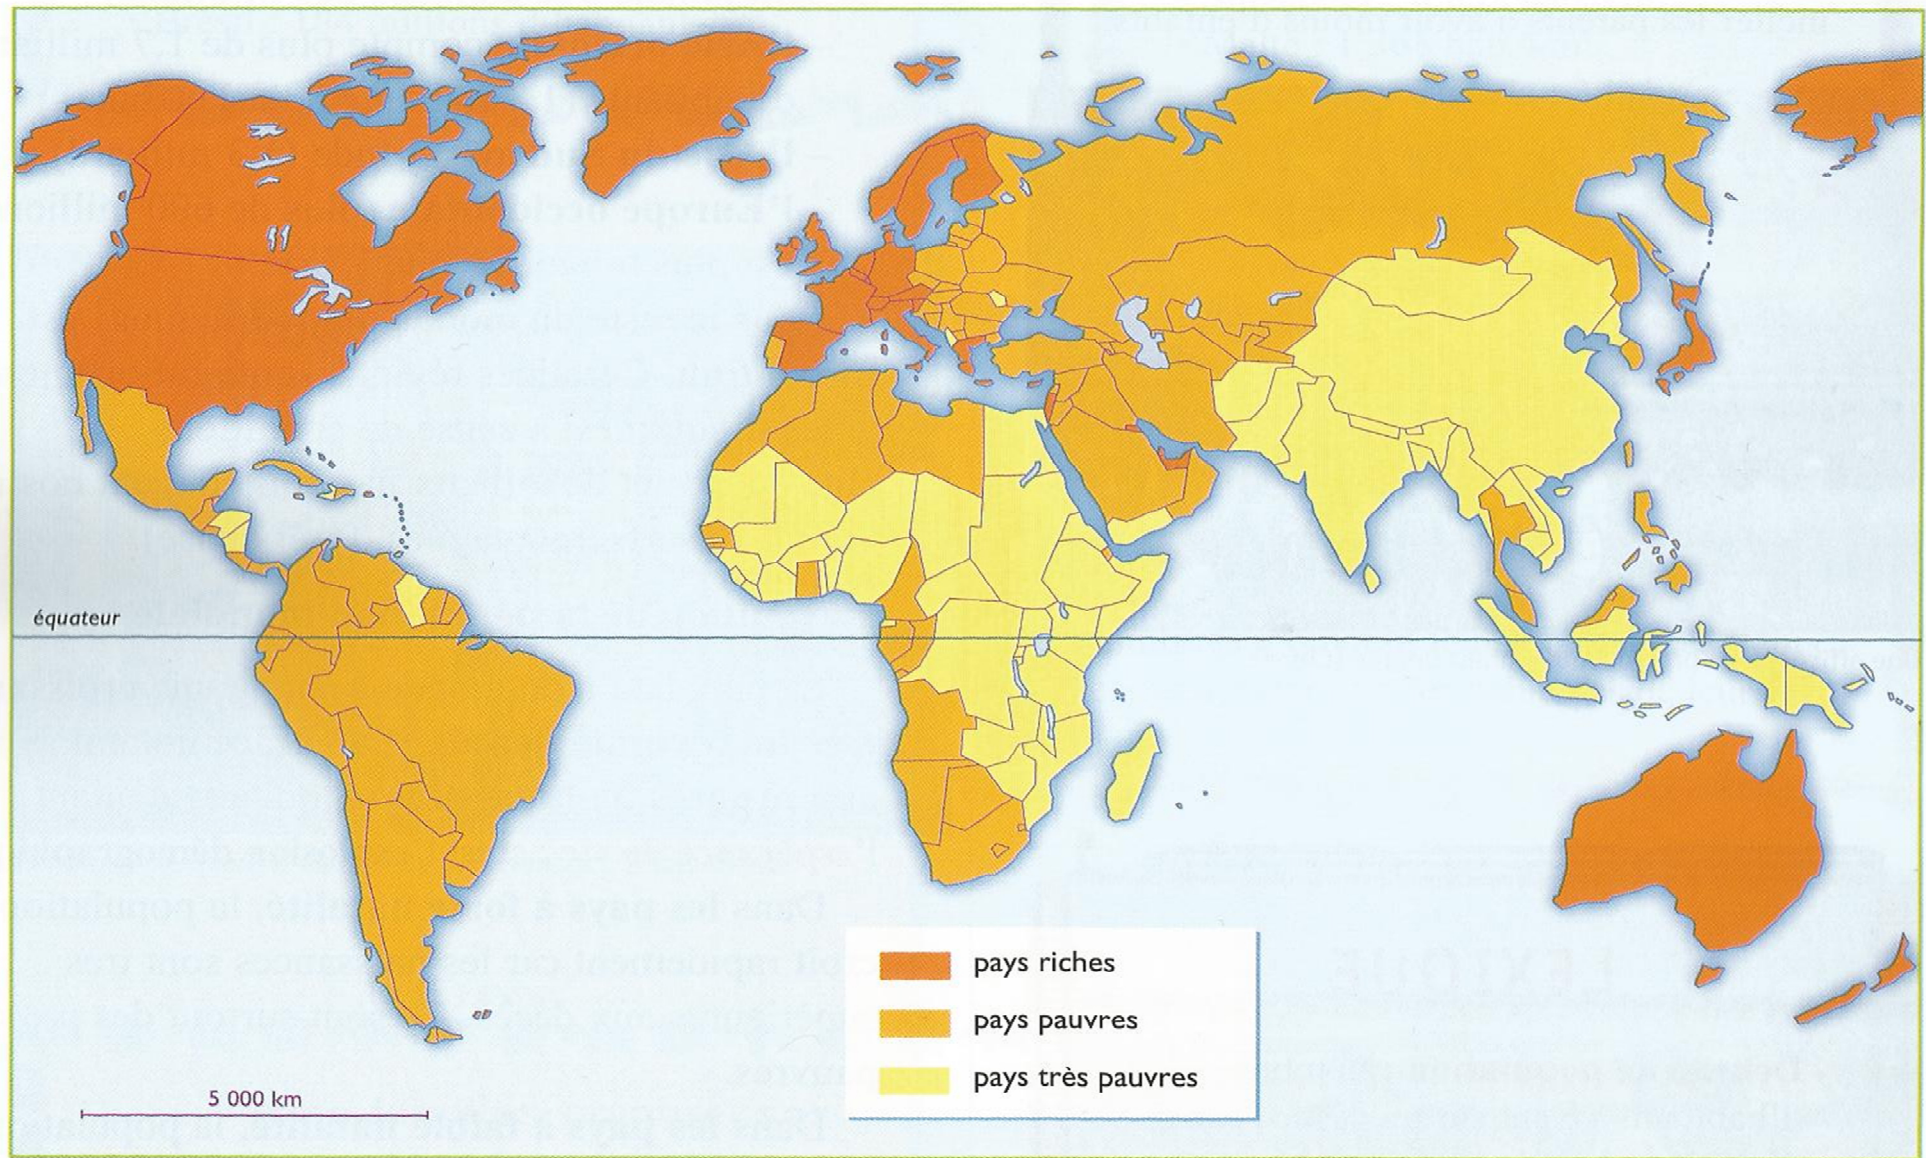 équateur
pays riches
pays pauvres
pays très pauvres
5 000 km